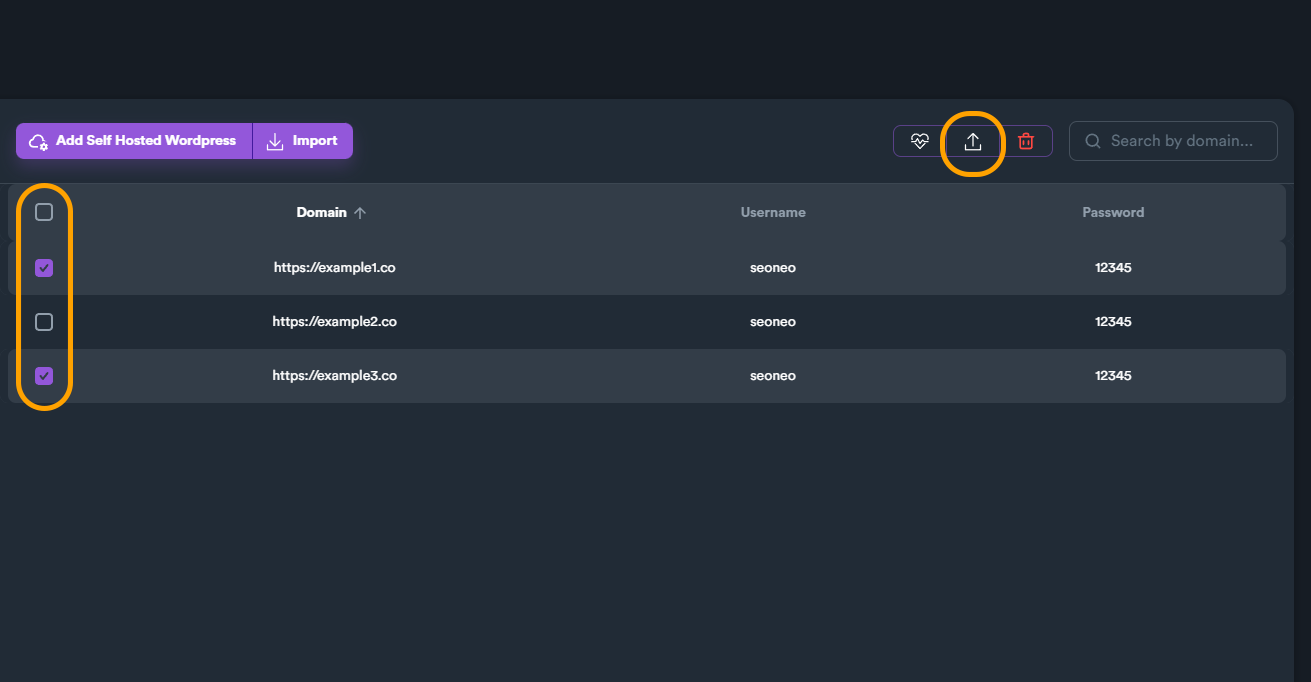 Add Self Hosted Wordpress Import Search by domain...
Domain Username Password
https://example1.co seoneo 12345
https://example2.co seoneo 12345
https://example3.co seoneo 12345